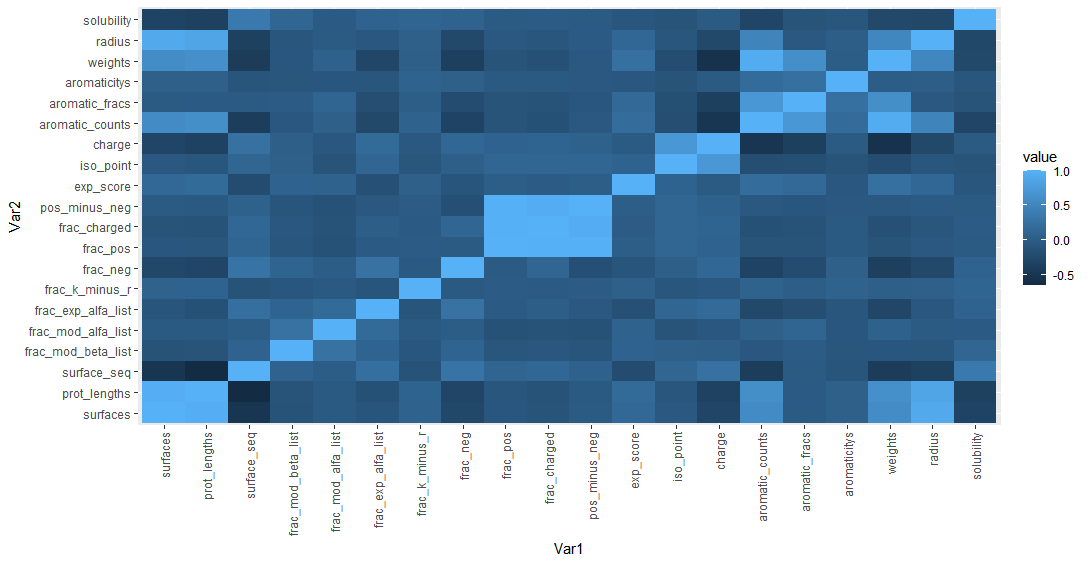 solubility
radius
weights
aromaticitys
aromatic_fracs
aromatic_counts
charge
iso_point
exp_score
pos_minus_neg
frac_charged
frac_pos
frac_neg
frac_k_minus_r
frac_exp_alfa_list
frac_mod_alfa_list
frac_mod_beta_list
surface_seq
prot_lengths
surfaces
Var2
surfaces
prot_lengths
surface_seq
frac_mod_beta_list
frac_mod_alfa_list
frac_exp_alfa_list
frac_k_minus_r
frac_neg
frac_pos
frac_charged
pos_minus_neg
exp_score
iso_point
charge
aromatic_counts
aromatic_fracs
aromaticitys
weights
radius
solubility
Var1
value
1.0
0.5
0.0
-0.5